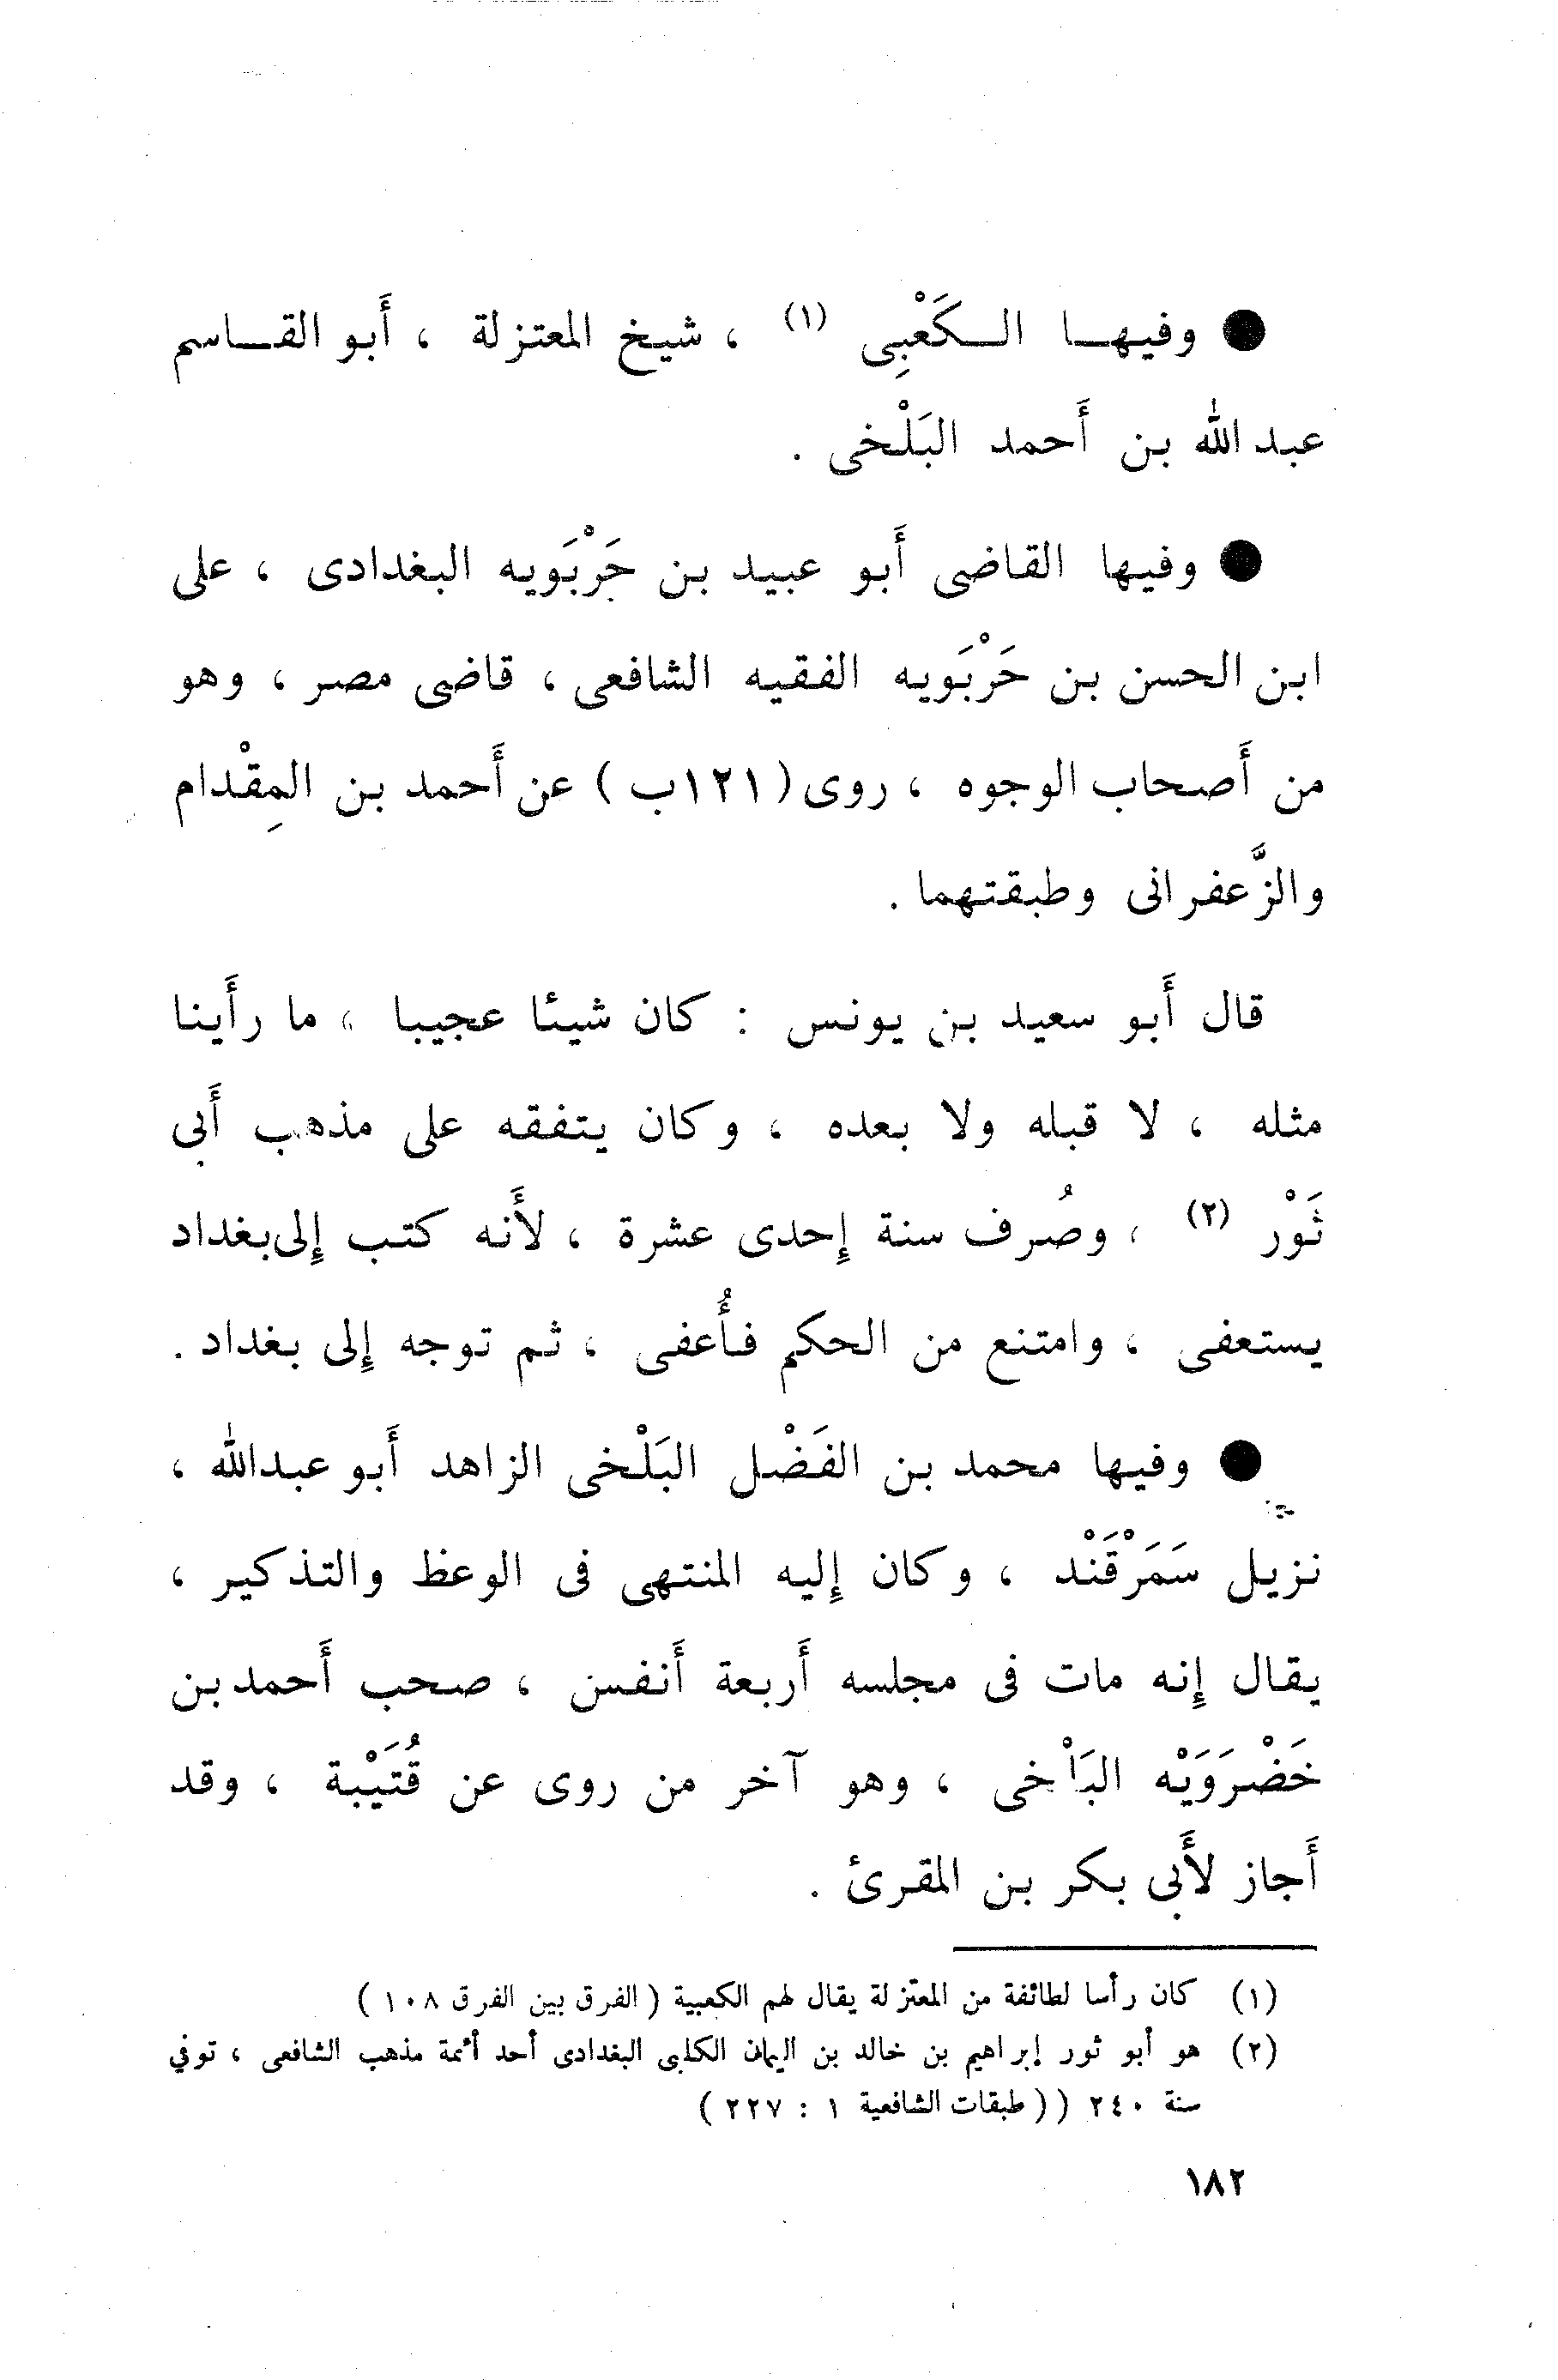 ● وفيهـا الـكَعْبِى (١) ، شيخ المعتزلة ، أَبو القـاسم
عبد الله بن أَحمد البَلْخى .
● وفيها القاضى أَبو عبيد بن حَرْبَويه البغدادى ، على
ابن الحسن بن حَرْبَويه الفقيه الشافعى ، قاضى مصر ، وهو
من أَصحاب الوجوه ، روى (١٢١ب) عن أَحمد بن المِقْدام
والزَّعفرانى وطبقتهما .
قال أَبو سعيد بن يونس : كان شيئا عجيبا ، ما رأَينا
مثله ، لا قبله ولا بعده ، وكان يتفقه على مذهب أَبى
ثَوْر (٢) ، وصُرف سنة إحدى عشرة ، لأَنه كتب إلى بغداد
يستعفى ، وامتنع من الحكم فأُعفى ، ثم توجه إلى بغداد .
● وفيها محمد بن الفَضْل البَلْخى الزاهد أَبو عبدالله ،
نزيل سَمَرْقَنْد ، وكان إليه المنتهى فى الوعظ والتذكير ،
يقال إنه مات فى مجلسه أَربعة أَنفس ، صحب أَحمد بن
خَضْرَوَيْه البَلْخى ، وهو آخر من روى عن قُتَيْبة ، وقد
أَجاز لأَبى بكر بن المقرئ .
(١) كان رأسا لطائفة من المعتزلة يقال لهم الكعبية ( الفرق بين الفرق ١٠٨ )
(٢) هو أبو ثور إبراهيم بن خالد بن اليمان الكلبى البغدادى أحد أئمة مذهب الشافعى ، توفي
سنة ٢٤٠ ( ( طبقات الشافعية ١ : ٢٢٧ )
١٨٢